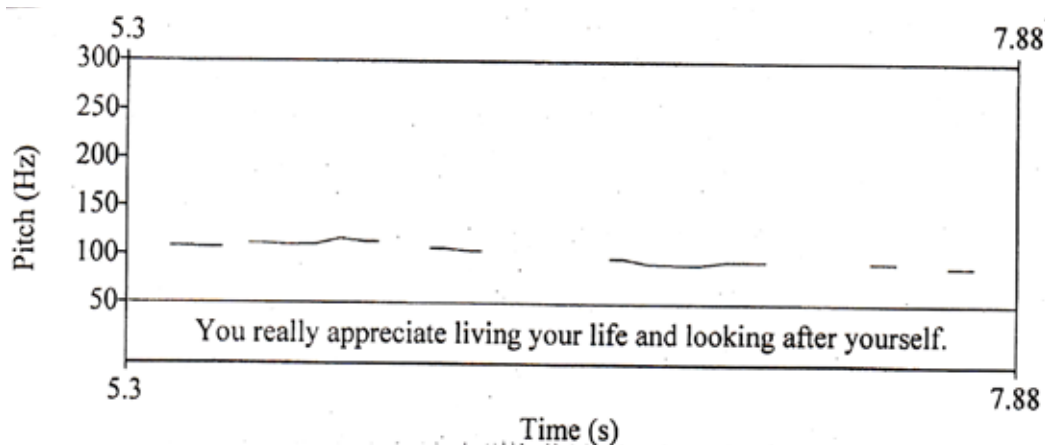 5.3 7.88
300
250
200
150
100
50
Pitch (Hz)
You really appreciate living your life and looking after yourself.
5.3 7.88
Time (s)